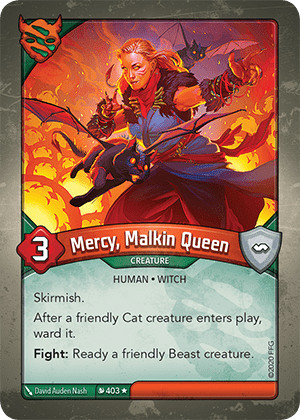 Mercy, Malkin Queen
3
CREATURE
HUMAN • WITCH
Skirmish.
After a friendly Cat creature enters play,
ward it.
Fight: Ready a friendly Beast creature.
©2020 FFG
David Auden Nash
403 ★